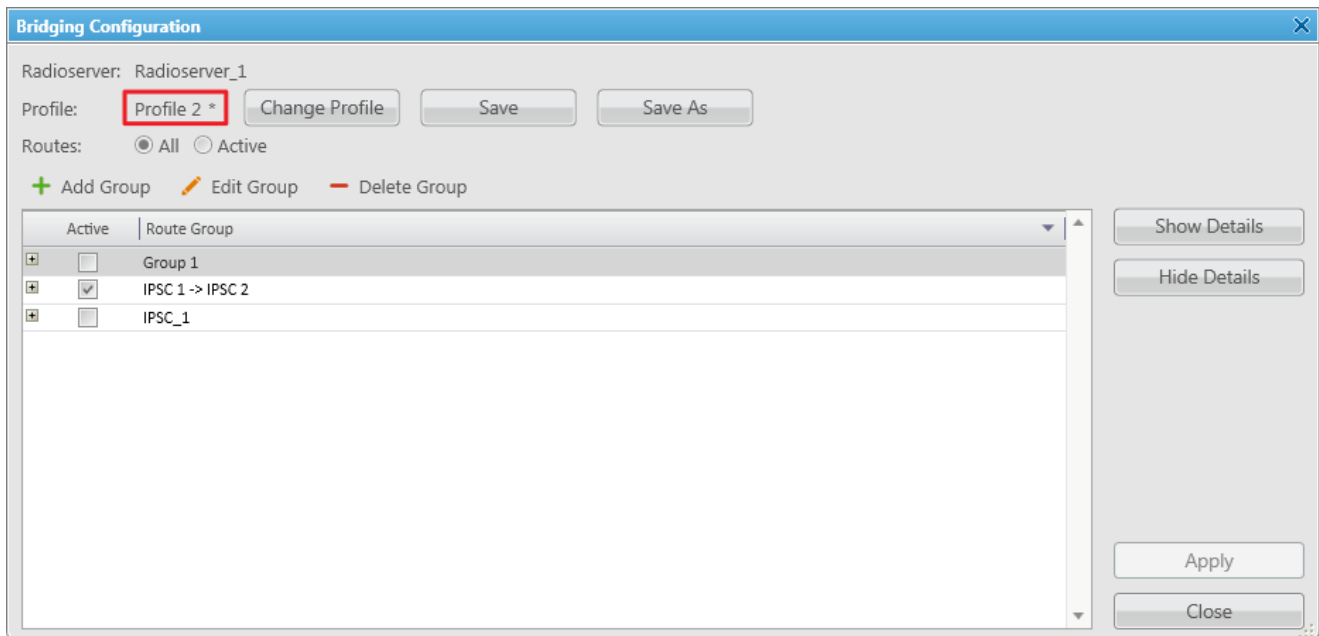 Bridging Configuration
Radioserver: Radioserver_1
Profile: Profile 2 * Change Profile Save Save As
Routes: All Active
Add Group Edit Group Delete Group
Active Route Group
Show Details
Group 1
Hide Details
IPSC 1 -> IPSC 2
IPSC_1
Apply
Close